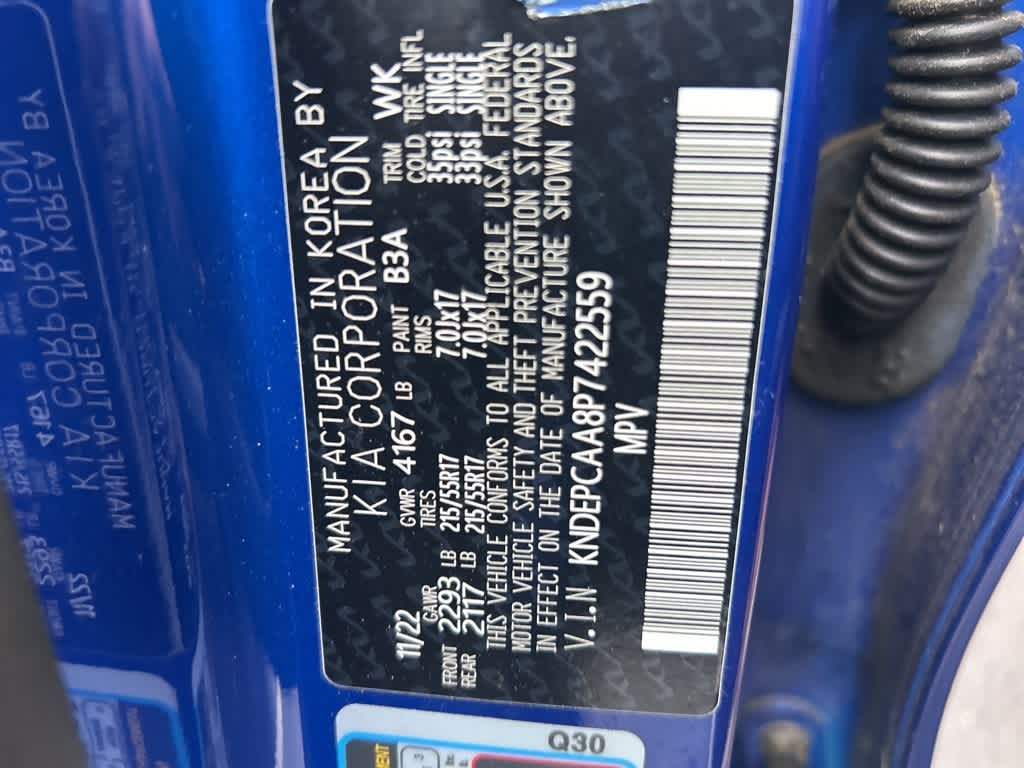 MANUFACTURED IN KOREA BY
KIA CORPORATION
11/22 GVWR 4167 LB PAINT B3A TRIM WK
GAWR TIRES RIMS COLD TIRE INFL
FRONT 2293 LB 215/55R17 7.0Jx17 35psi SINGLE
REAR 2117 LB 215/55R17 7.0Jx17 33psi SINGLE
THIS VEHICLE CONFORMS TO ALL APPLICABLE U.S.A. FEDERAL
MOTOR VEHICLE SAFETY AND THEFT PREVENTION STANDARDS
IN EFFECT ON THE DATE OF MANUFACTURE SHOWN ABOVE.
V.I.N KNDEPCAA8P7422559
MPV
Q30